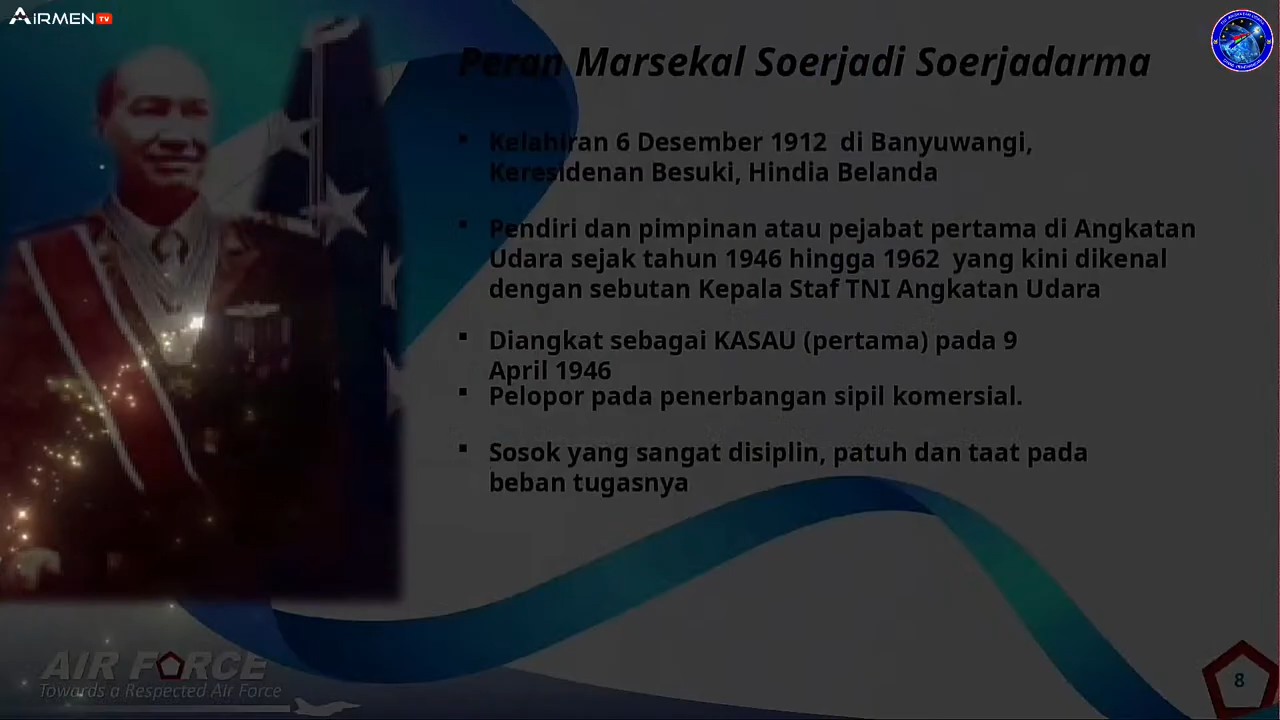 AIRMEN TV
Peran Marsekal Soerjadi Soerjadarma
▪ Kelahiran 6 Desember 1912 di Banyuwangi,
Keresidenan Besuki, Hindia Belanda
▪ Pendiri dan pimpinan atau pejabat pertama di Angkatan
Udara sejak tahun 1946 hingga 1962 yang kini dikenal
dengan sebutan Kepala Staf TNI Angkatan Udara
▪ Diangkat sebagai KASAU (pertama) pada 9
April 1946
▪ Pelopor pada penerbangan sipil komersial.
▪ Sosok yang sangat disiplin, patuh dan taat pada
beban tugasnya
AIR FORCE
Towards a Respected Air Force
8